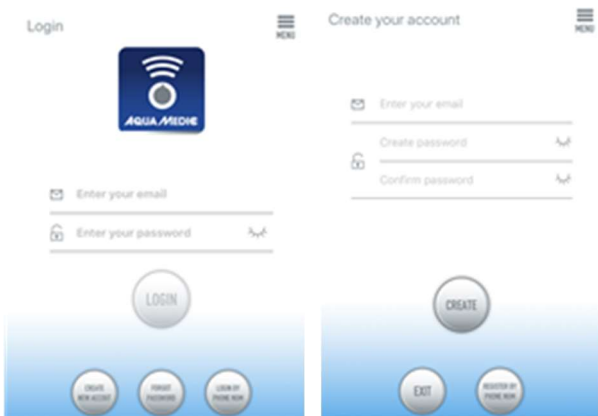 Login
MENU
AQUA MEDIC
Enter your email
Enter your password
LOGIN
CREATE
NEW ACCONT
FORGOT
PASSWORD
LOGIN BY
PHONE NUM
Create your account
MENU
Enter your email
Create password
Confirm password
CREATE
EXIT
REGISTER BY
PHONE NUM